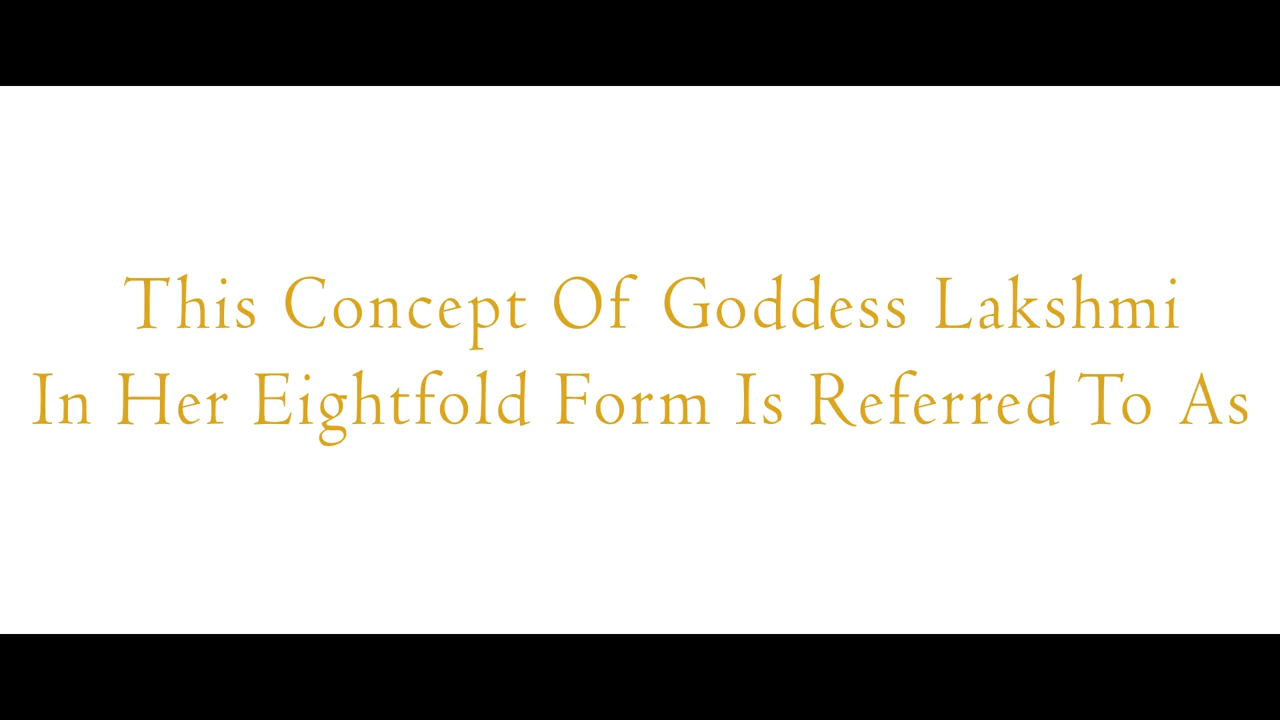 This Concept Of Goddess Lakshmi
In Her Eightfold Form Is Referred To As